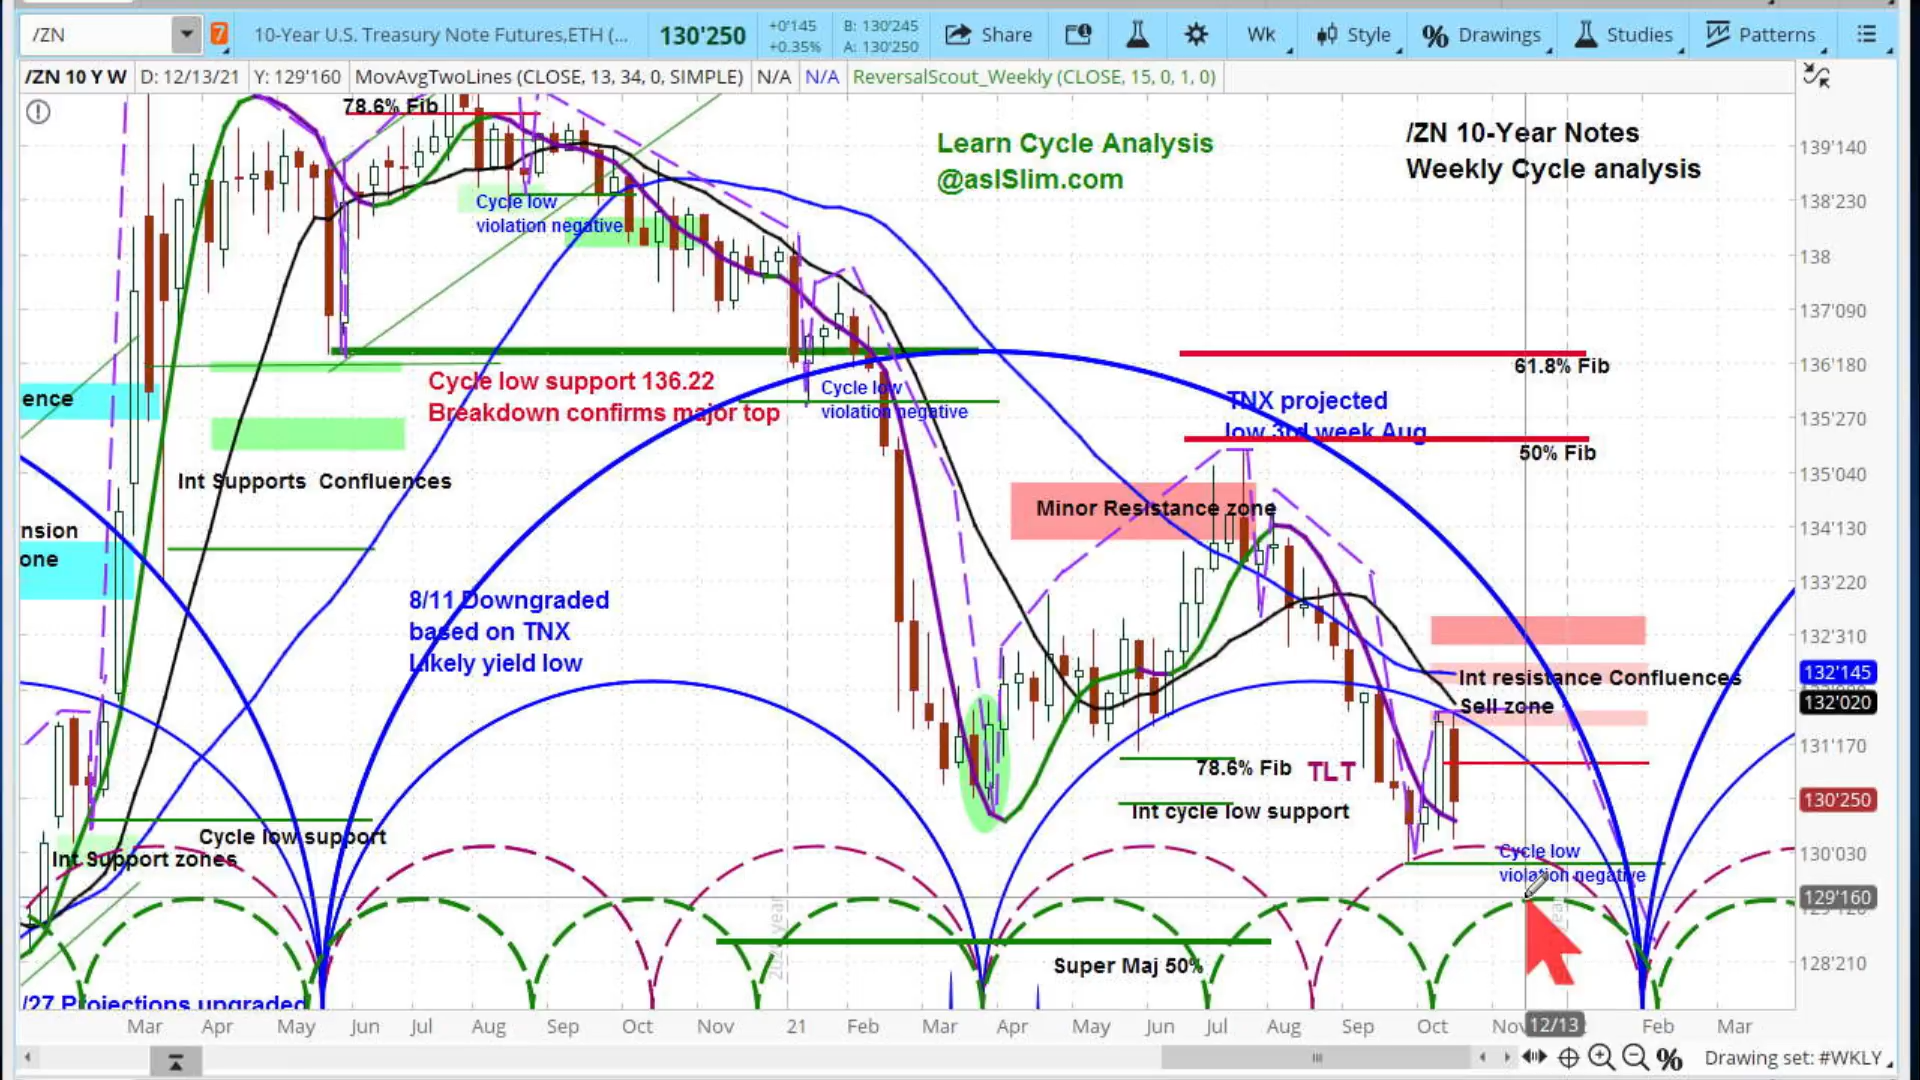 /ZN
7
10-Year U.S. Treasury Note Futures,ETH (...
130'250
+0'145
+0.35%
B: 130'245
A: 130'250
Share
Wk
Style
Drawings
Studies
Patterns
/ZN 10 Y W
D: 12/13/21
Y: 129'160
MovAvgTwoLines (CLOSE, 13, 34, 0, SIMPLE)
N/A
N/A
ReversalScout_Weekly (CLOSE, 15, 0, 1, 0)
78.6% Fib
Learn Cycle Analysis
@asISlim.com
/ZN 10-Year Notes
Weekly Cycle analysis
139'140
138'230
138
137'090
136'180
135'270
135'040
134'130
133'220
132'310
132'145
132'020
131'170
130'250
130'030
129'160
128'210
Cycle low
violation negative
Cycle low support 136.22
Breakdown confirms major top
Cycle low
violation negative
61.8% Fib
TNX projected
low 3rd week Aug
50% Fib
ence
Int Supports Confluences
nsion
one
Minor Resistance zone
8/11 Downgraded
based on TNX
Likely yield low
Int resistance Confluences
Sell zone
78.6% Fib
TLT
Int cycle low support
Cycle low support
Int Support zones
Cycle low
violation negative
Super Maj 50%
/27 Projections upgraded
year
Mar
Apr
May
Jun
Jul
Aug
Sep
Oct
Nov
21
Feb
Mar
Apr
May
Jun
Jul
Aug
Sep
Oct
12/13
Feb
Mar
Drawing set: #WKLY